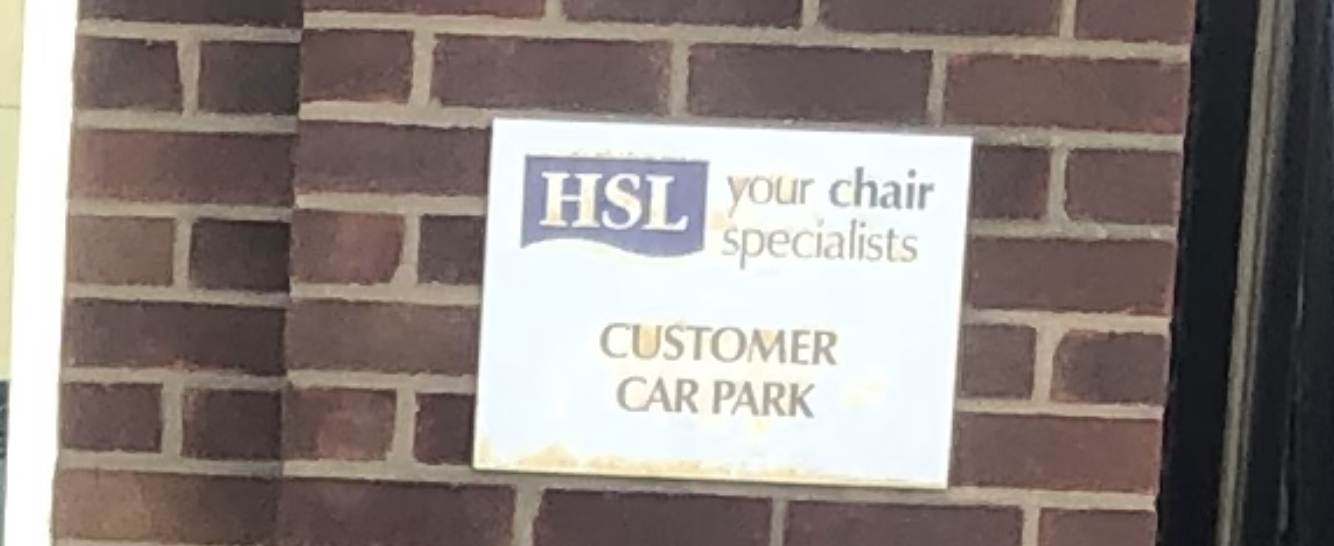 HSL your chair
specialists
CUSTOMER
CAR PARK